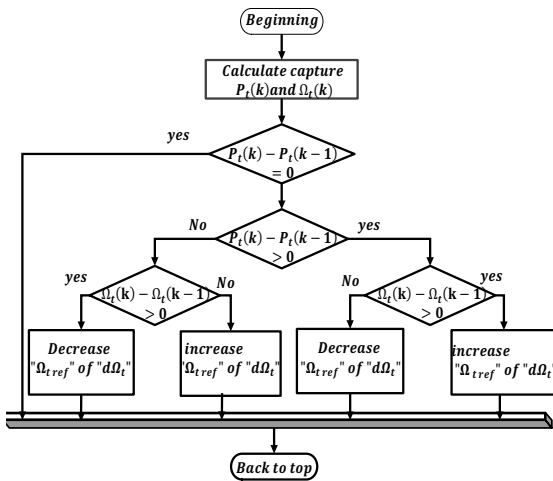 Beginning
Calculate capture
P_t(k)and Ω_t(k)
yes
P_t(k) − P_t(k−1)
= 0
No
P_t(k) − P_t(k−1)
> 0
yes
yes
Ω_t(k) − Ω_t(k−1)
> 0
No
No
Ω_t(k) − Ω_t(k−1)
> 0
yes
Decrease
"Ω_t ref" of "dΩ_t"
increase
"Ω_t ref" of "dΩ_t"
Decrease
"Ω_t ref" of "dΩ_t"
increase
"Ω_t ref" of "dΩ_t"
Back to top